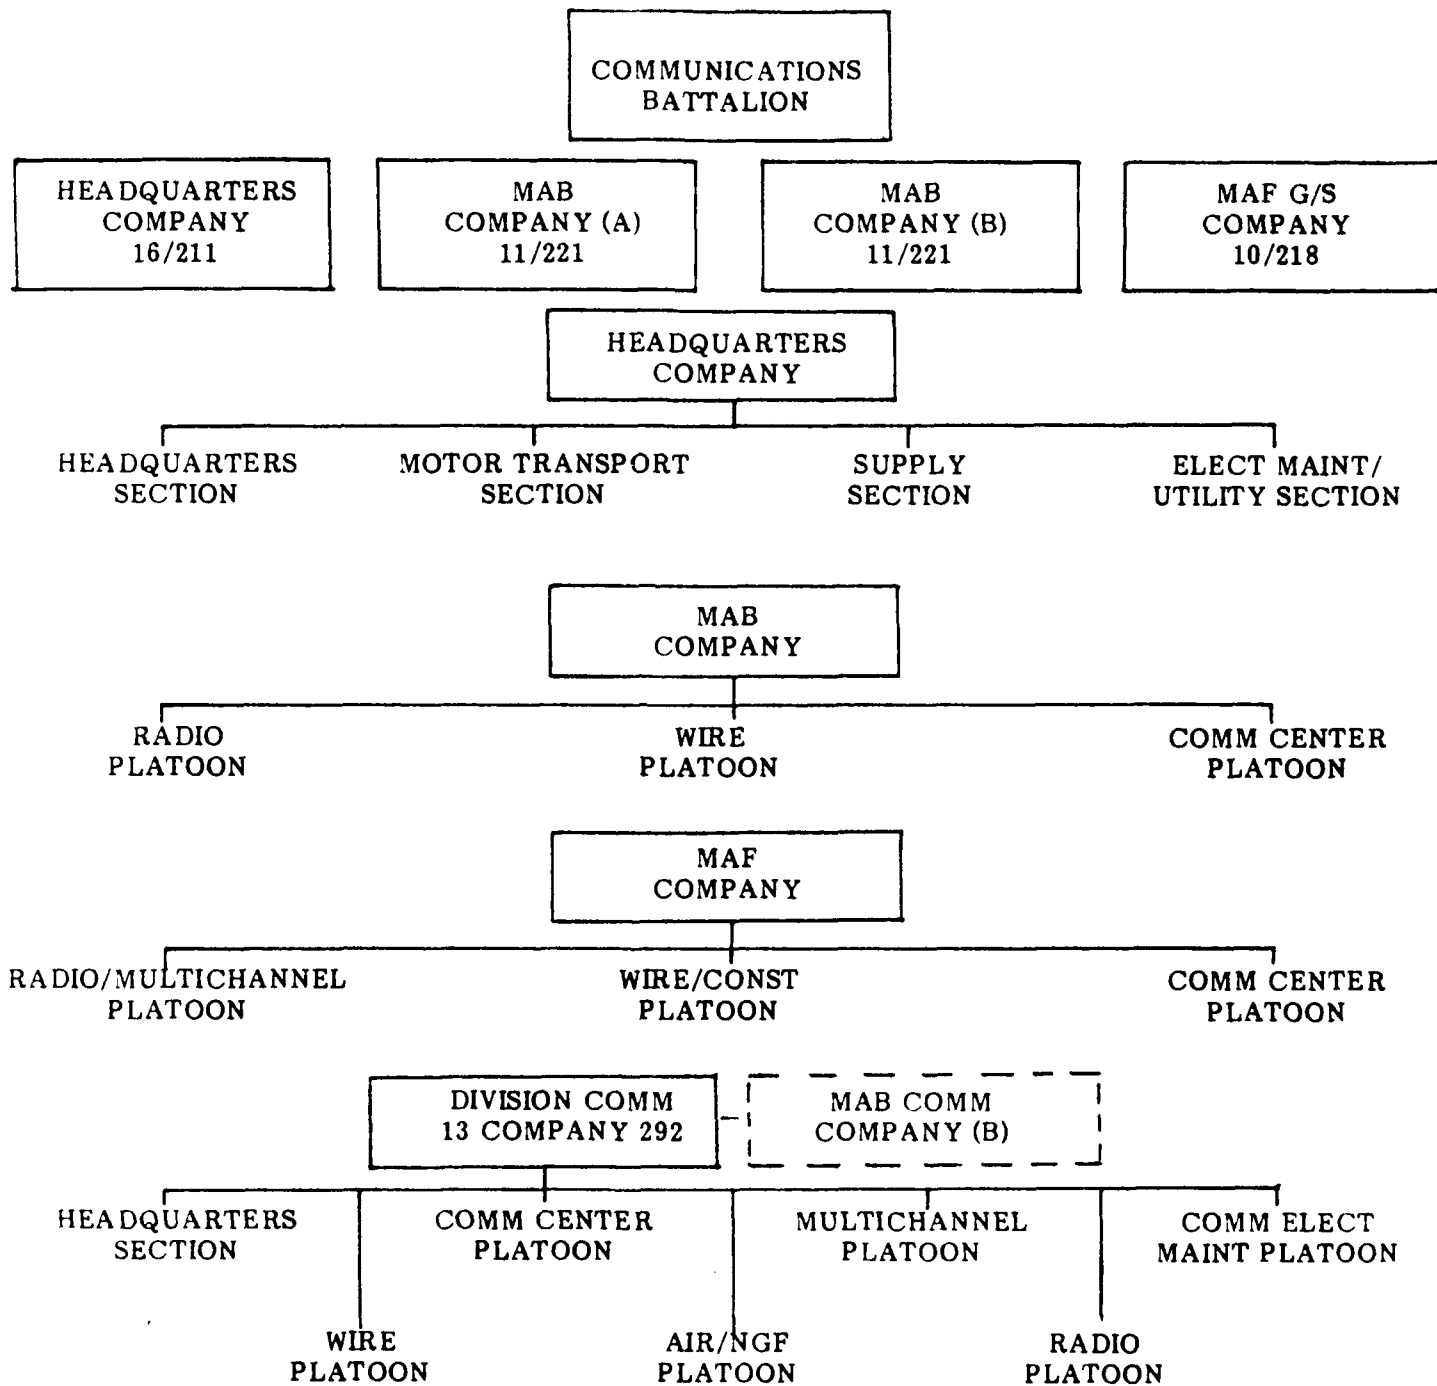 COMMUNICATIONS
BATTALION
HEADQUARTERS
COMPANY
16/211
MAB
COMPANY (A)
11/221
MAB
COMPANY (B)
11/221
MAF G/S
COMPANY
10/218
HEADQUARTERS
COMPANY
HEADQUARTERS
SECTION
MOTOR TRANSPORT
SECTION
SUPPLY
SECTION
ELECT MAINT/
UTILITY SECTION
MAB
COMPANY
RADIO
PLATOON
WIRE
PLATOON
COMM CENTER
PLATOON
MAF
COMPANY
RADIO/MULTICHANNEL
PLATOON
WIRE/CONST
PLATOON
COMM CENTER
PLATOON
DIVISION COMM
13 COMPANY 292
MAB COMM
COMPANY (B)
HEADQUARTERS
SECTION
COMM CENTER
PLATOON
MULTICHANNEL
PLATOON
COMM ELECT
MAINT PLATOON
WIRE
PLATOON
AIR/NGF
PLATOON
RADIO
PLATOON